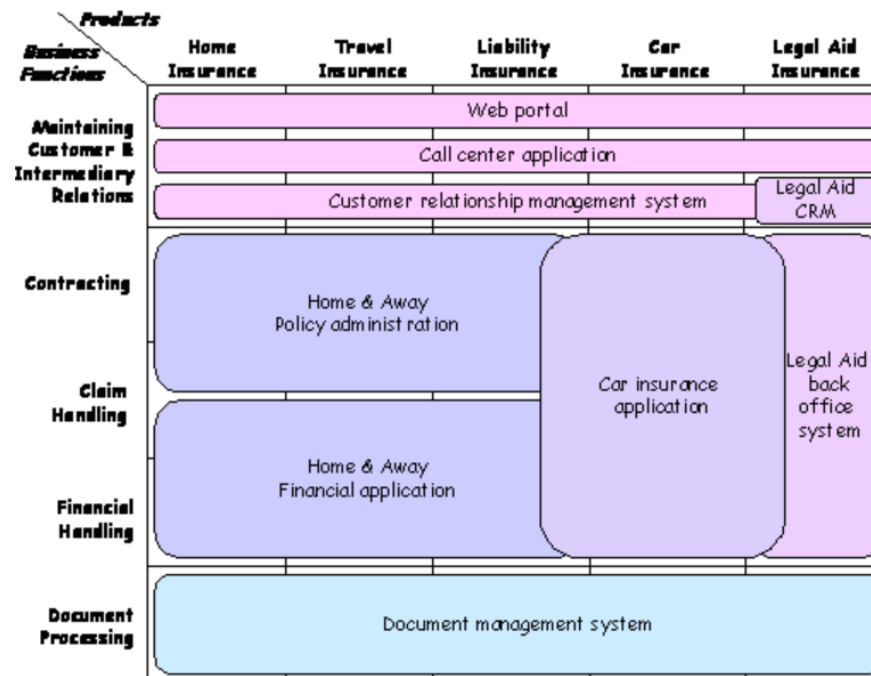 Products
Business
Functions
Home
Insurance
Travel
Insurance
Liability
Insurance
Car
Insurance
Legal Aid
Insurance
Maintaining
Customer &
Intermediary
Relations
Web portal
Call center application
Customer relationship management system
Legal Aid
CRM
Contracting
Home & Away
Policy administration
Claim
Handling
Car insurance
application
Legal Aid
back
office
system
Home & Away
Financial application
Financial
Handling
Document
Processing
Document management system